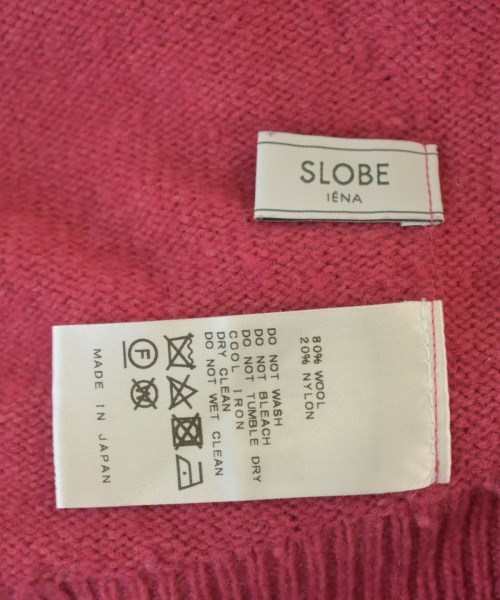 SLOBE
IÉNA
80% WOOL
20% NYLON
DO NOT WASH
DO NOT BLEACH
DO NOT TUMBLE DRY
COOL IRON
DRY CLEAN
DO NOT WET CLEAN
F
W
MADE IN JAPAN